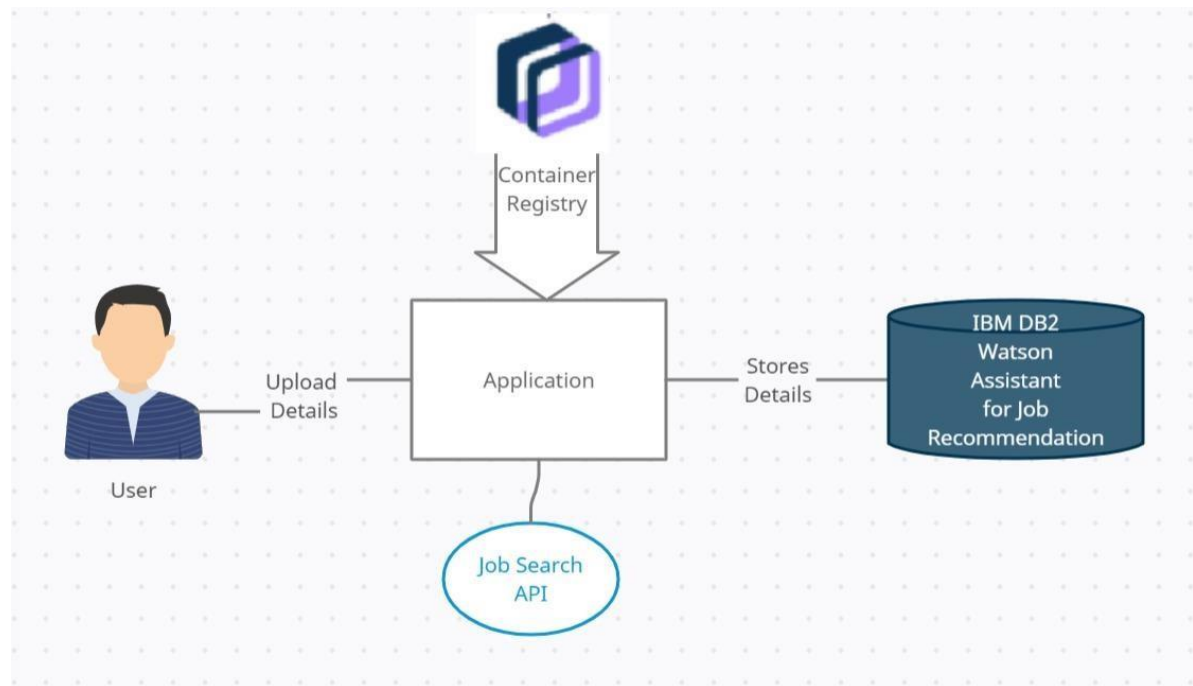 Container
Registry
Upload
Details
Application
Stores
Details
IBM DB2
Watson
Assistant
for Job
Recommendation
User
Job Search
API